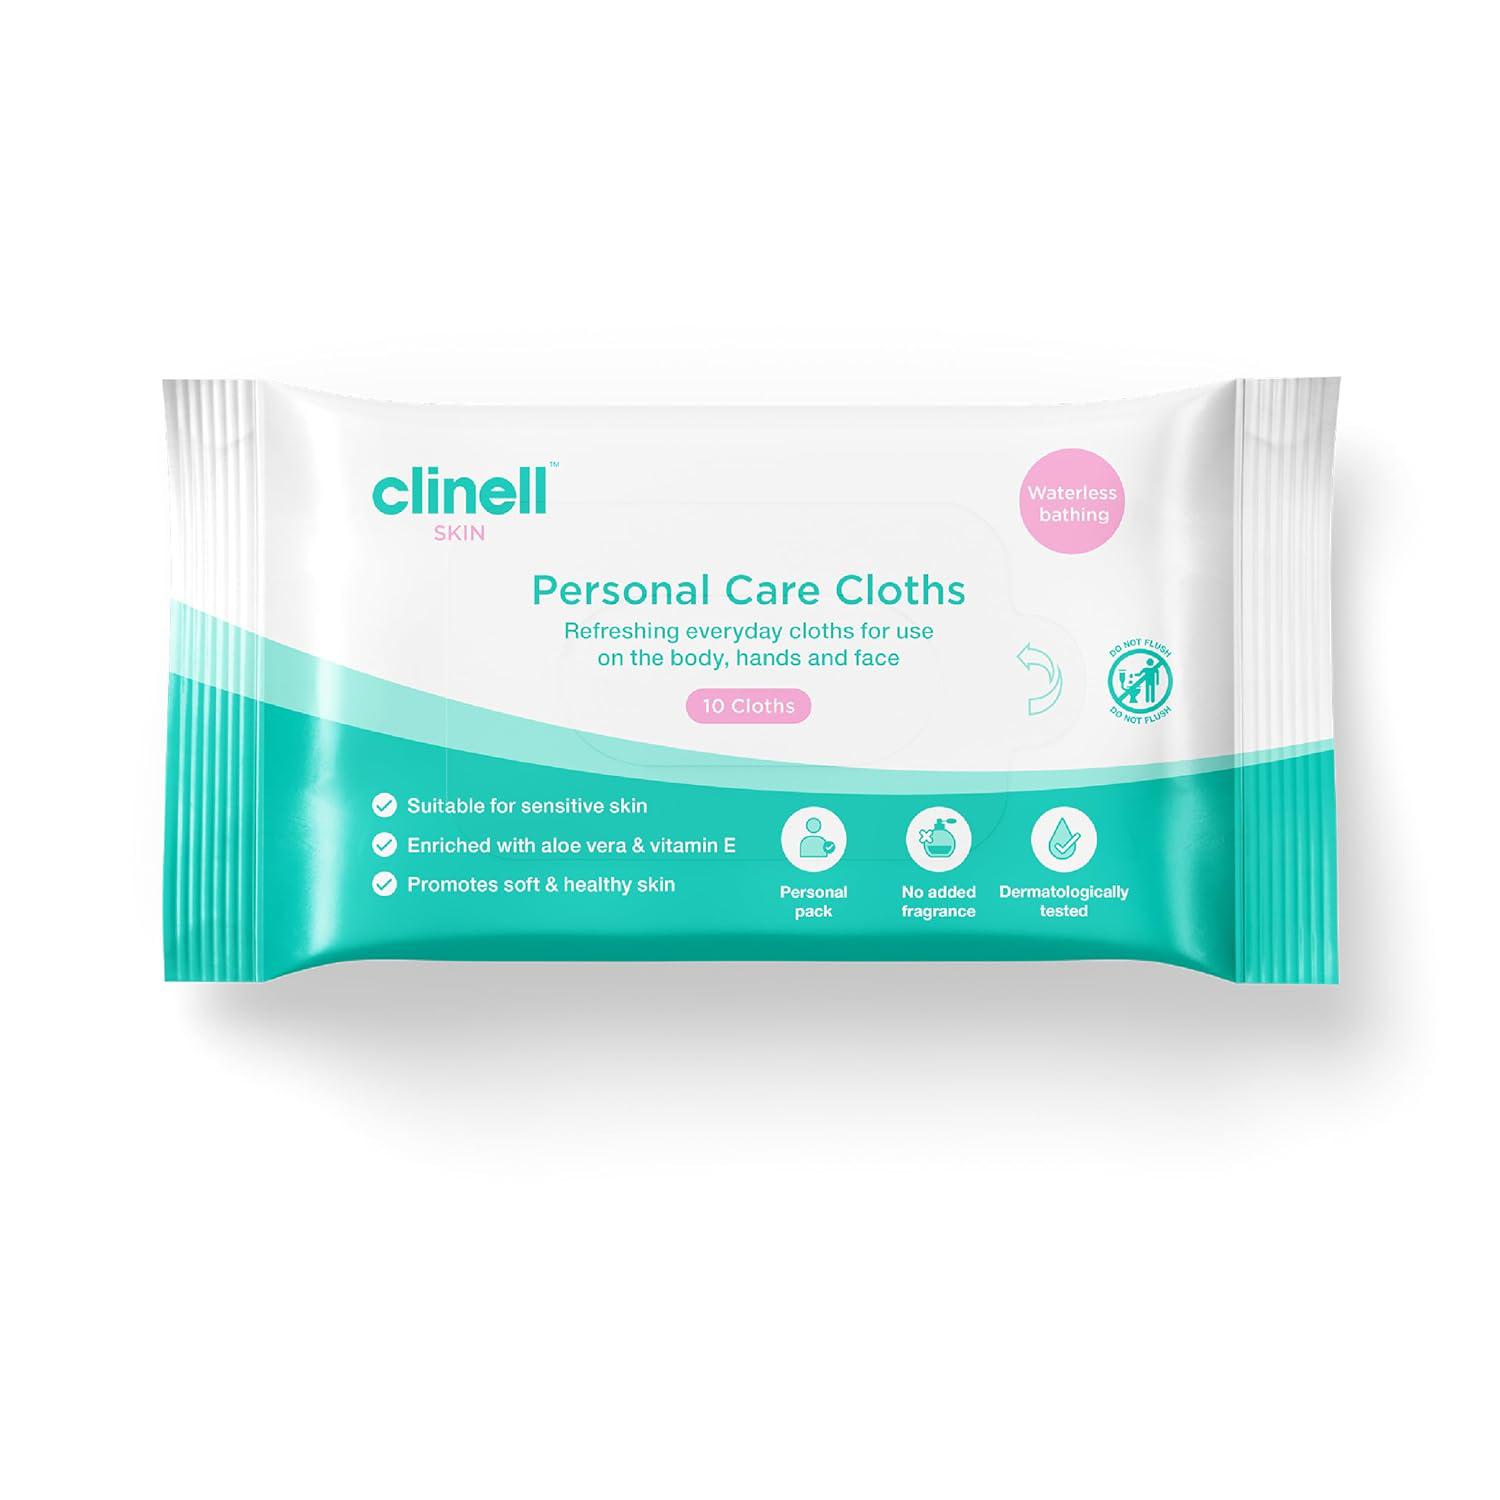 clinell™
SKIN
Waterless
bathing
Personal Care Cloths
Refreshing everyday cloths for use
on the body, hands and face
10 Cloths
DO NOT FLUSH
DO NOT FLUSH
Suitable for sensitive skin
Enriched with aloe vera & vitamin E
Promotes soft & healthy skin
Personal
pack
No added
fragrance
Dermatologically
tested